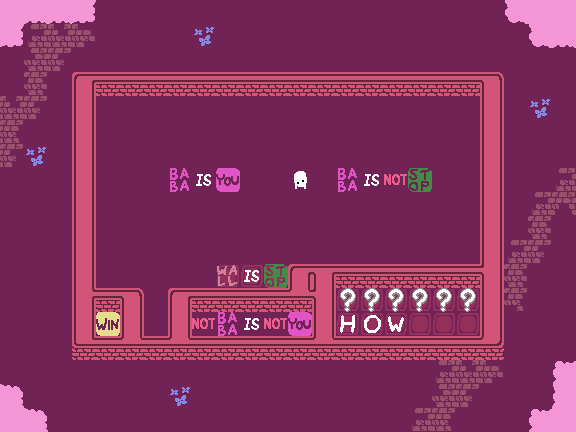 BABA IS YOU
BABA IS NOT STOP
WALL IS STOP
WIN
NOT BABA IS NOT YOU
? ? ? ? ? ?
HOW